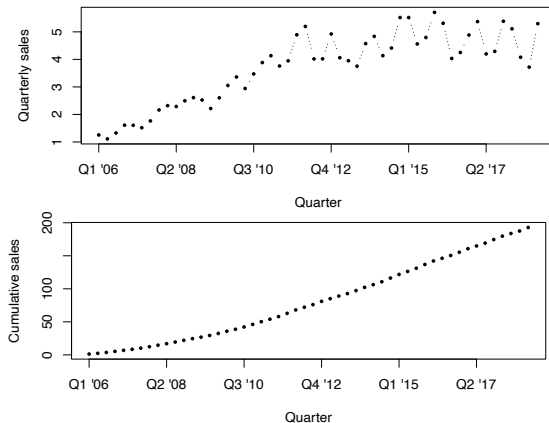 Quarterly sales
5
4
3
2
1
Q1 '06 Q2 '08 Q3 '10 Q4 '12 Q1 '15 Q2 '17
Quarter
Cumulative sales
200
100
50
0
Q1 '06 Q2 '08 Q3 '10 Q4 '12 Q1 '15 Q2 '17
Quarter